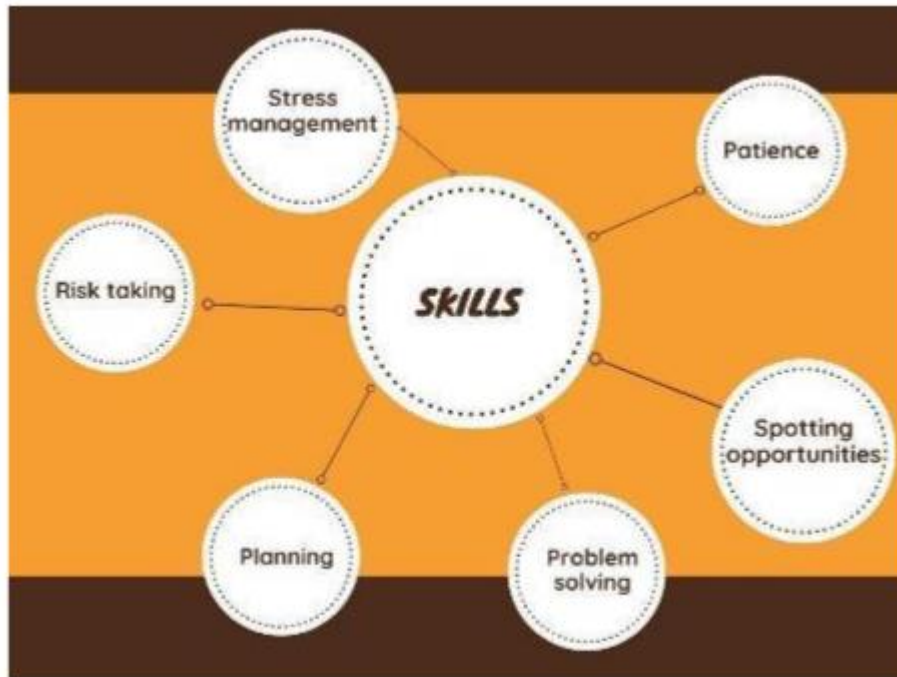 Stress
management
Patience
Risk taking
SKILLS
Spotting
opportunities
Planning
Problem
solving